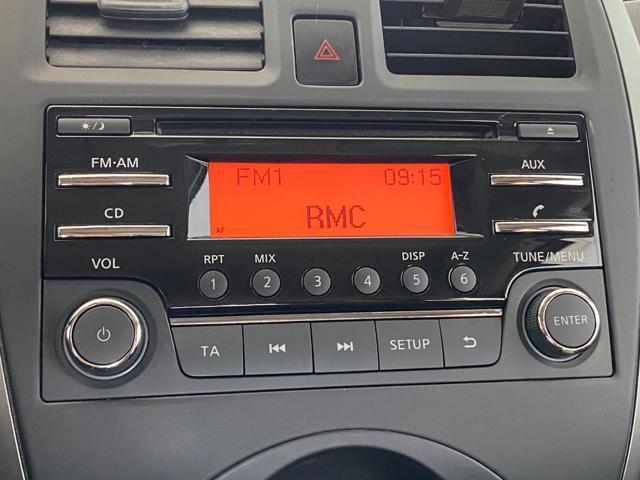 FM·AM
AUX
FM1 09:15
CD
RMC
AF
VOL
RPT MIX DISP A-Z
TUNE/MENU
1 2 3 4 5 6
ENTER
TA
SETUP